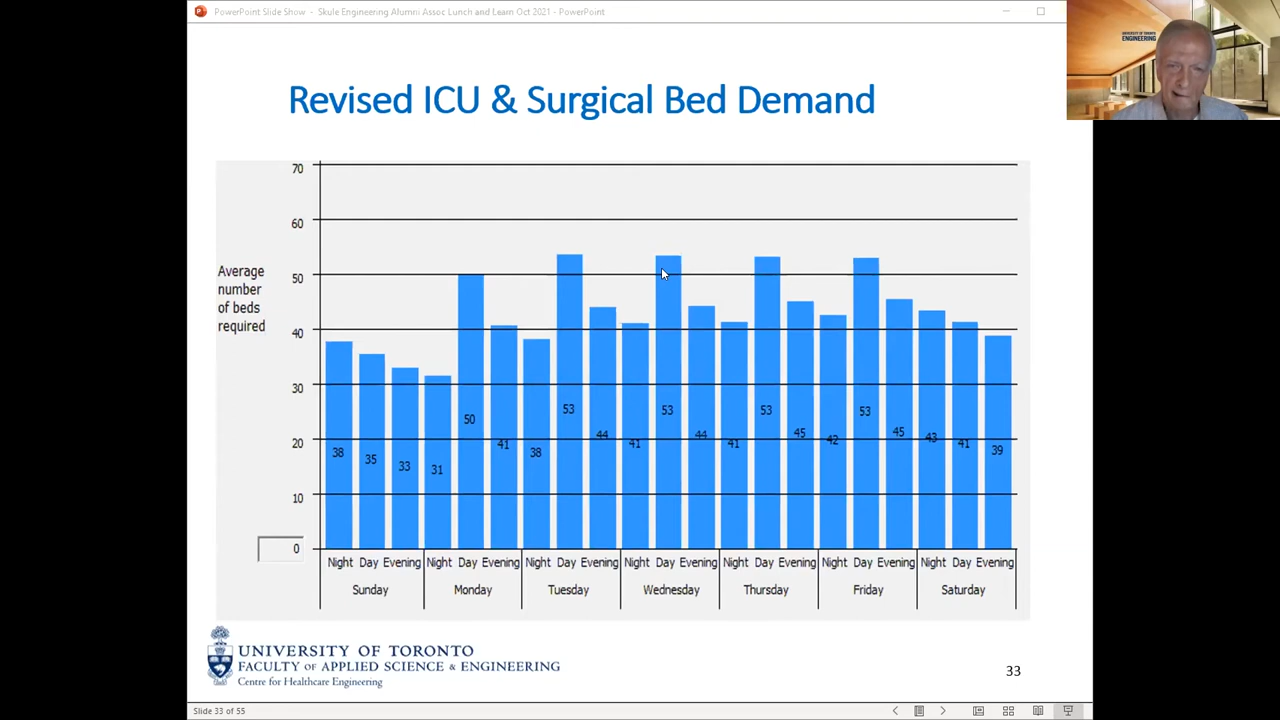 PowerPoint Slide Show - Skule Engineering Alumni Assoc Lunch and Learn Oct 2021 - PowerPoint
UNIVERSITY OF TORONTO
ENGINEERING
Revised ICU & Surgical Bed Demand
70
60
50
40
30
20
10
0
Average
number
of beds
required
38 35 33 31 50 41 38 53 44 41 53 44 41 53 45 42 53 45 43 41 39
Night Day Evening Night Day Evening Night Day Evening Night Day Evening Night Day Evening Night Day Evening Night Day Evening
Sunday Monday Tuesday Wednesday Thursday Friday Saturday
UNIVERSITY OF TORONTO
FACULTY OF APPLIED SCIENCE & ENGINEERING
Centre for Healthcare Engineering
33
Slide 33 of 55